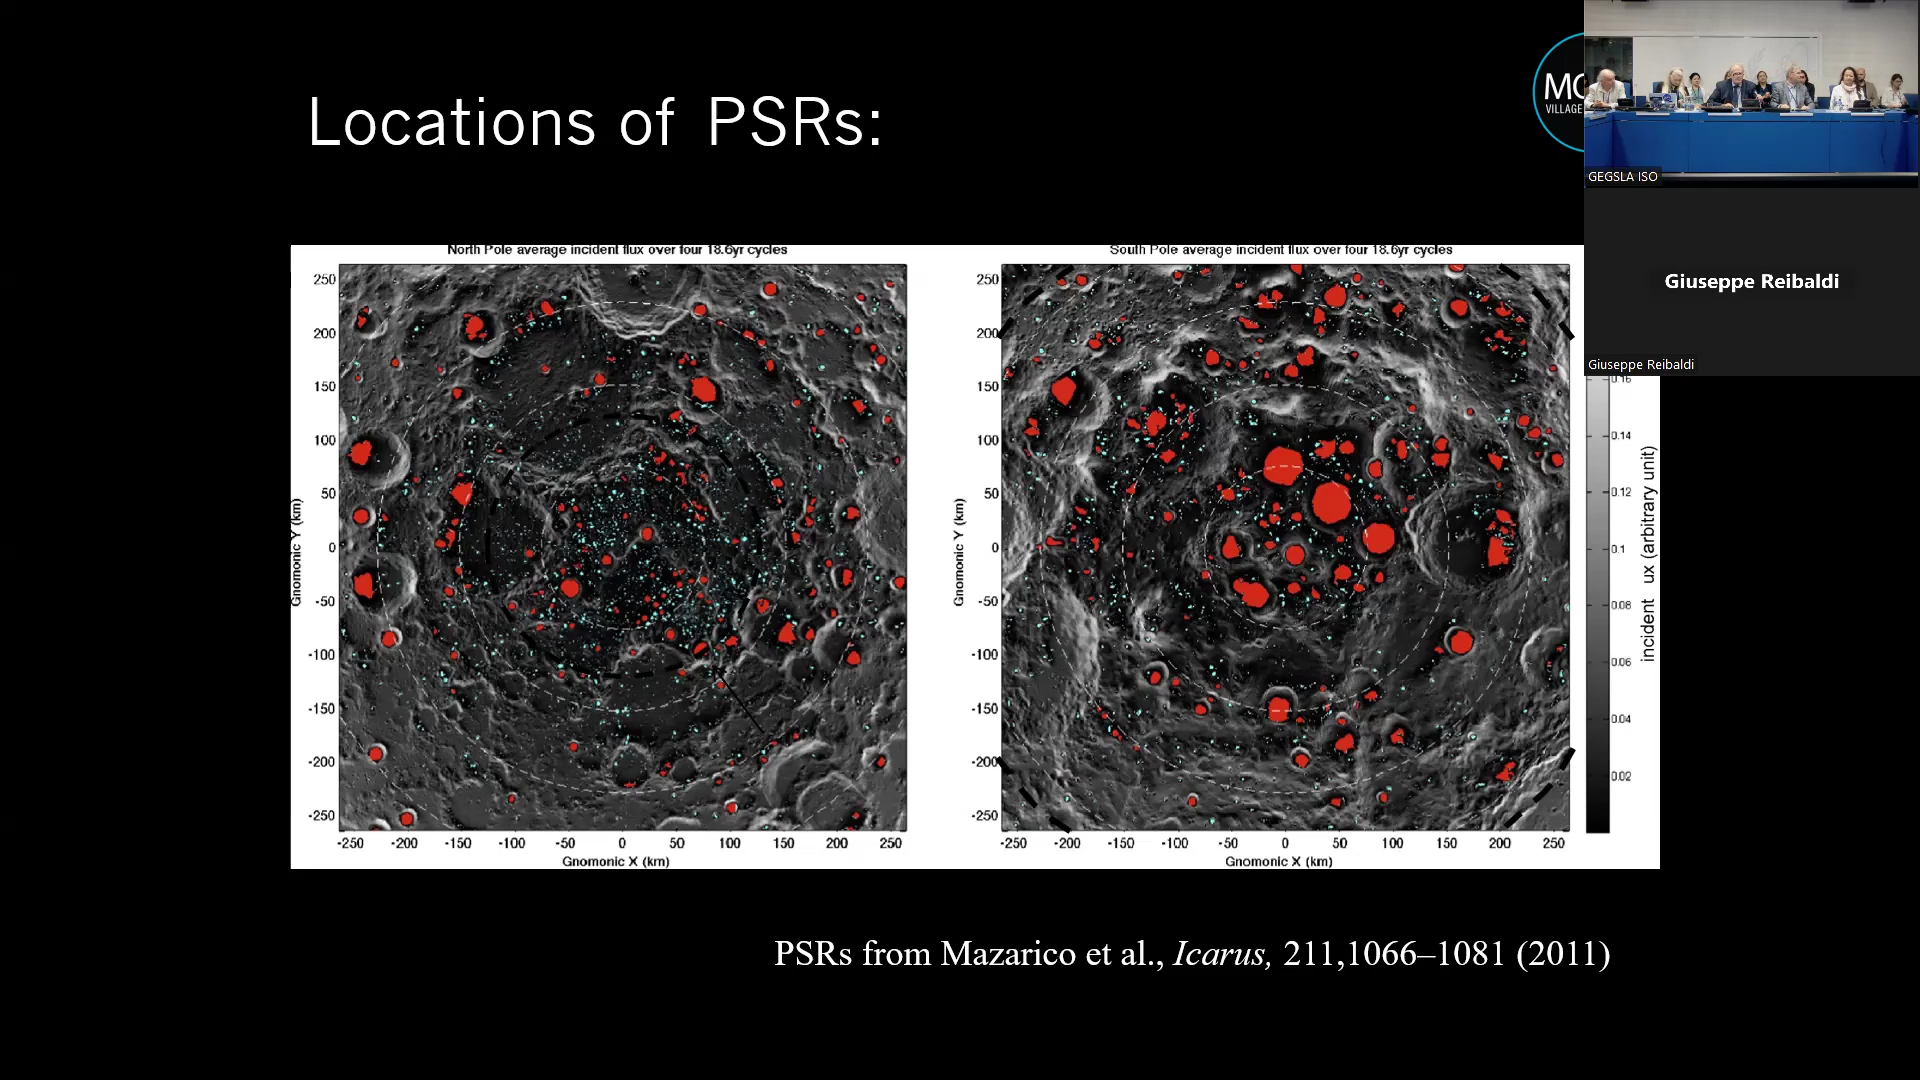 Locations of PSRs:
MO
VILLAGE
GEGSLA ISO
Giuseppe Reibaldi
Giuseppe Reibaldi
North Pole average incident flux over four 18.6yr cycles
250
200
150
100
50
0
-50
-100
-150
-200
-250
Gnomonic Y (km)
-250 -200 -150 -100 -50 0 50 100 150 200 250
Gnomonic X (km)
South Pole average incident flux over four 18.6yr cycles
250
200
150
100
50
0
-50
-100
-150
-200
-250
Gnomonic Y (km)
-250 -200 -150 -100 -50 0 50 100 150 200 250
Gnomonic X (km)
0.16
0.14
0.12
0.1
0.08
0.06
0.04
0.02
incident ux (arbitrary unit)
PSRs from Mazarico et al., Icarus, 211,1066–1081 (2011)